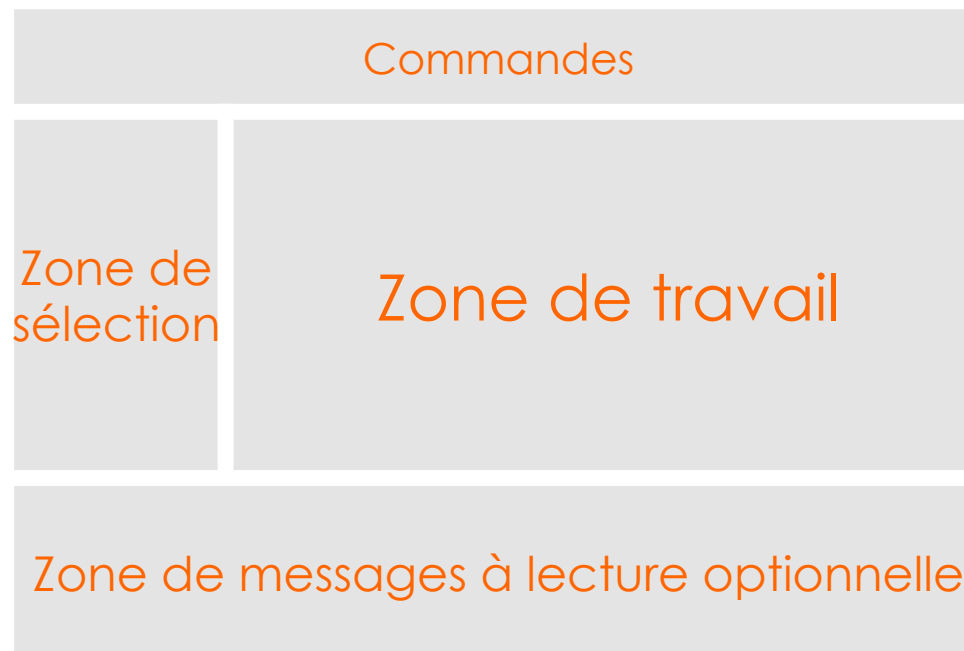 Commandes
Zone de
sélection
Zone de travail
Zone de messages à lecture optionnelle